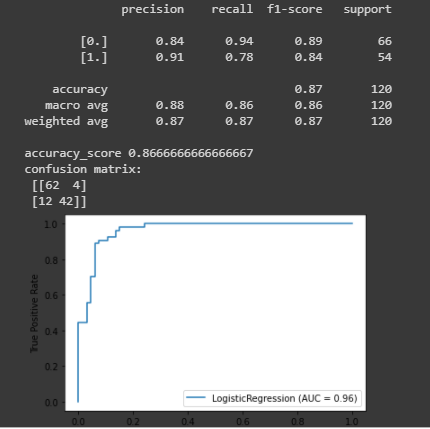 precision recall f1-score support
[0.] 0.84 0.94 0.89 66
[1.] 0.91 0.78 0.84 54
accuracy 0.87 120
macro avg 0.88 0.86 0.86 120
weighted avg 0.87 0.87 0.87 120
accuracy_score 0.8666666666666667
confusion matrix:
[[62 4]
[12 42]]
1.0
0.8
0.6
0.4
0.2
0.0
True Positive Rate
LogisticRegression (AUC = 0.96)
0.0 0.2 0.4 0.6 0.8 1.0